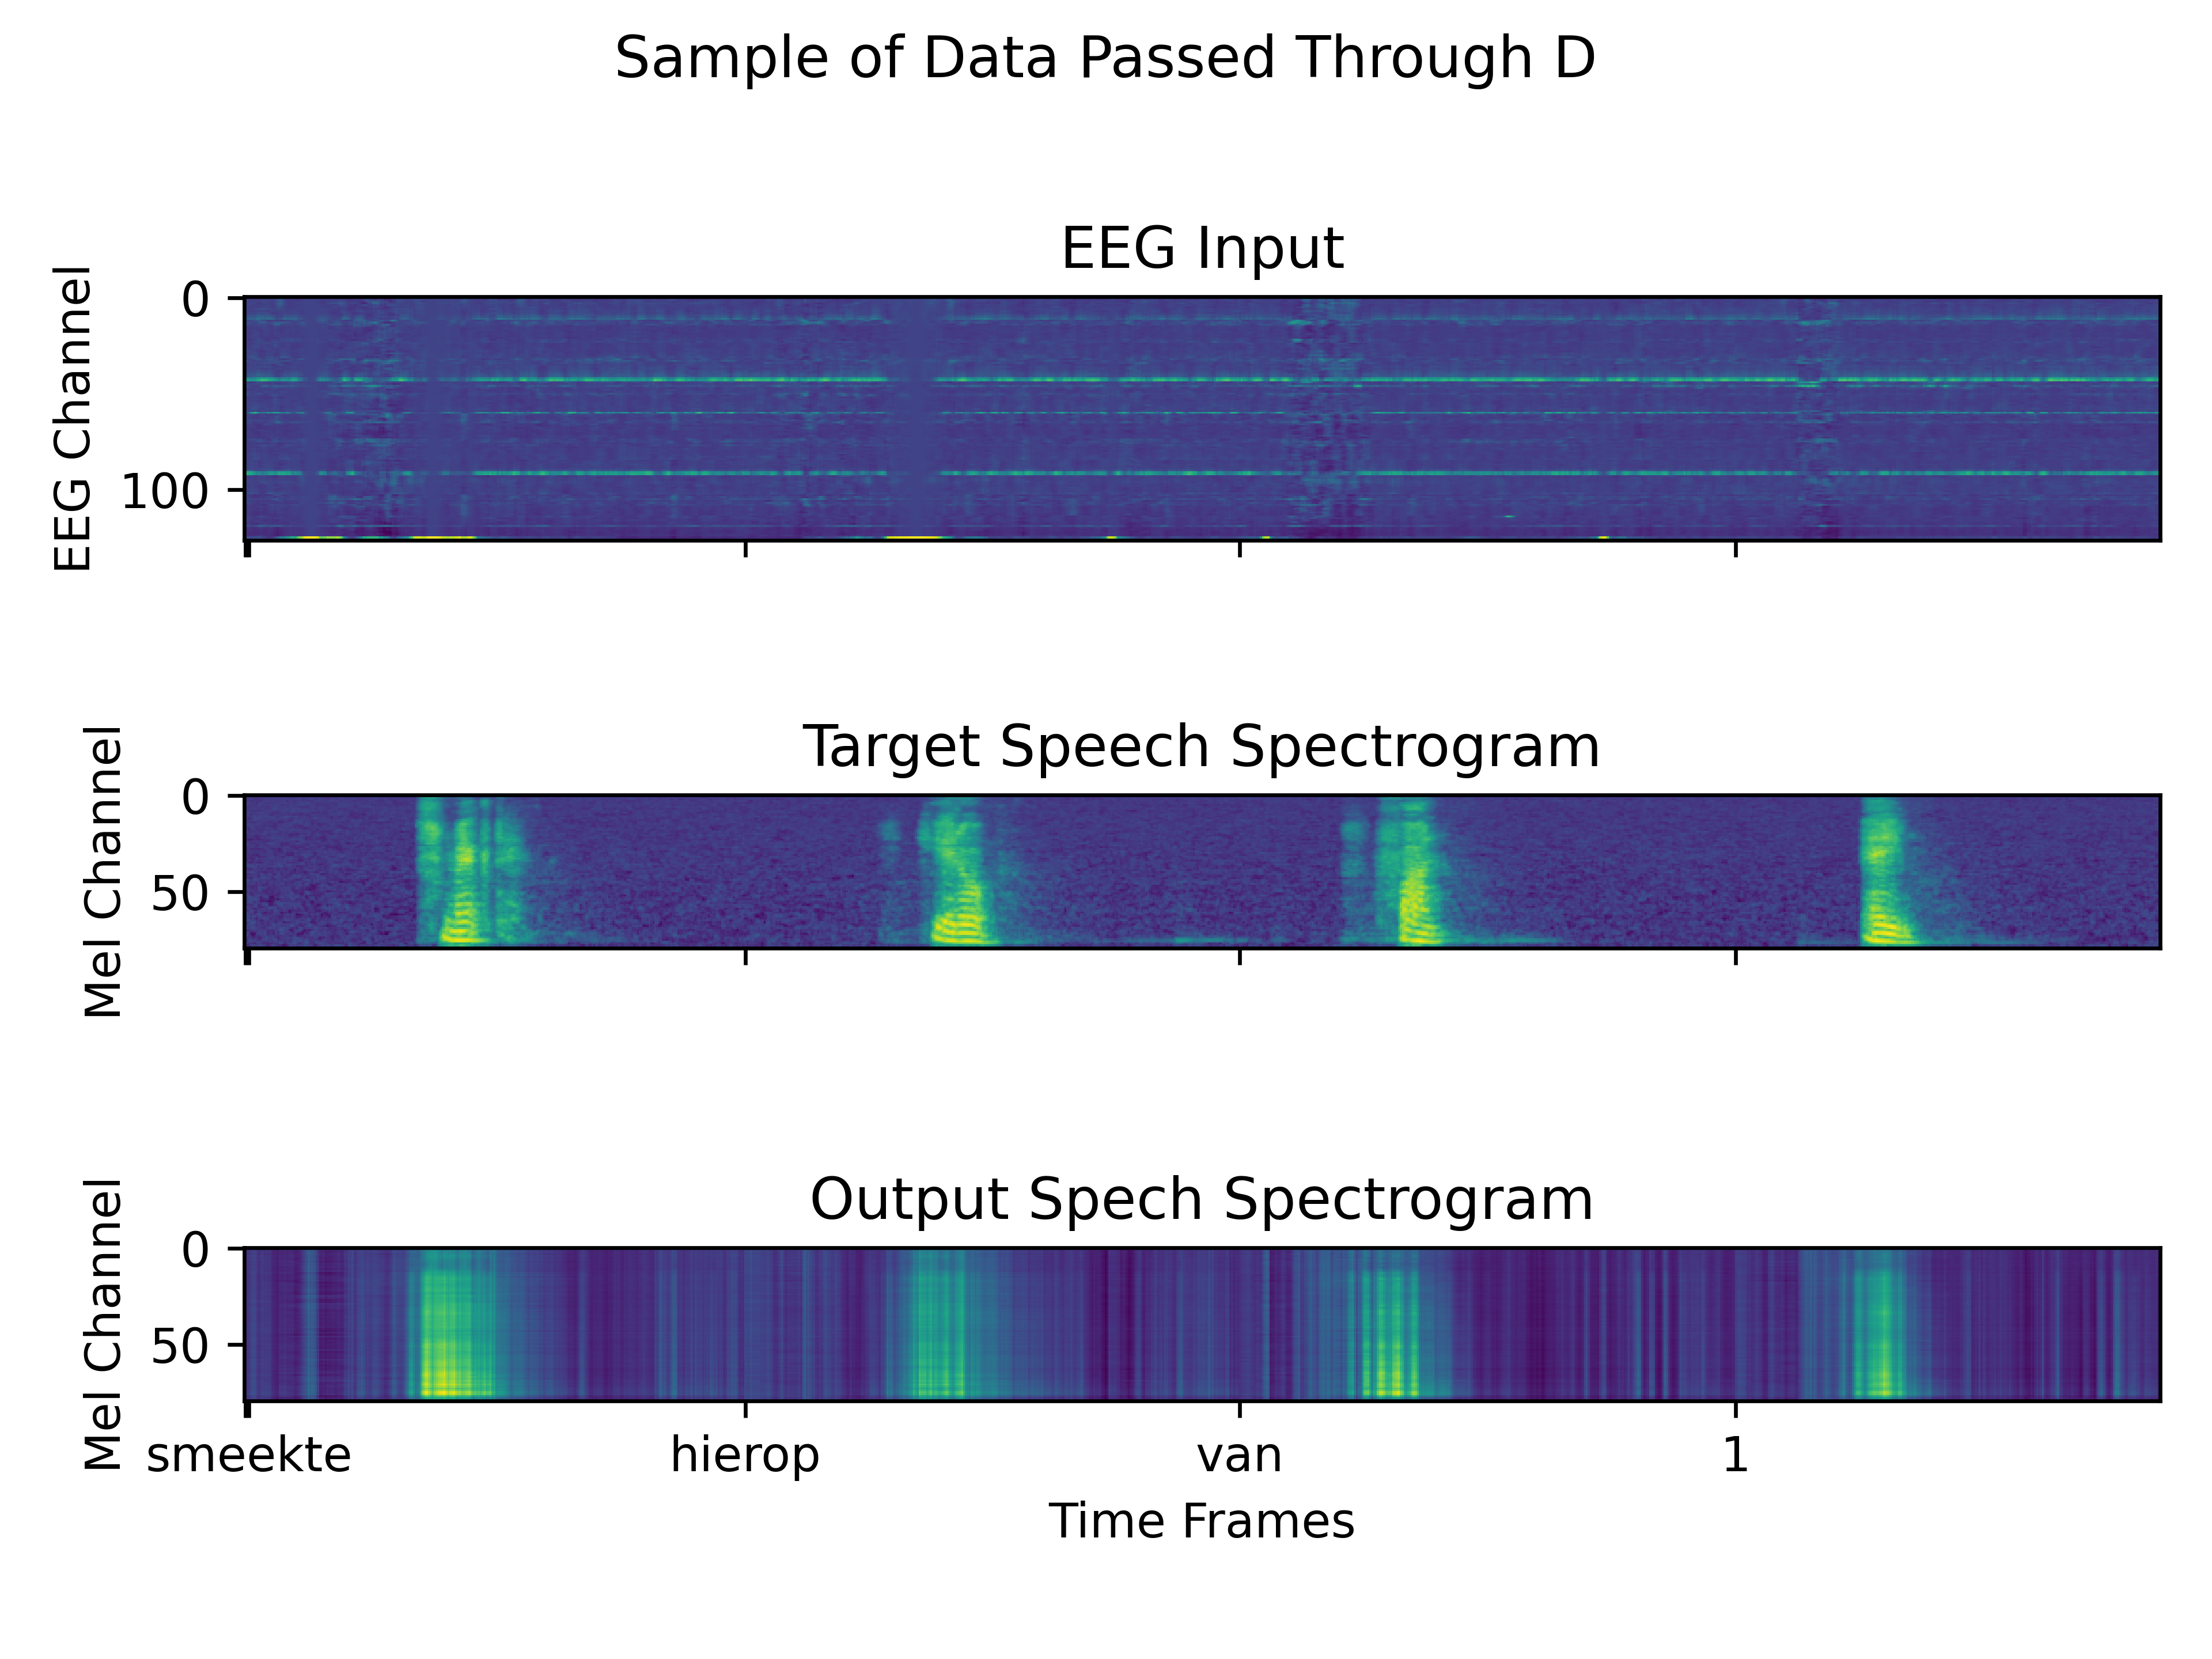 Sample of Data Passed Through D
EEG Input
EEG Channel
0
100
Target Speech Spectrogram
Mel Channel
0
50
Output Spech Spectrogram
Mel Channel
0
50
smeekte hierop van 1
Time Frames